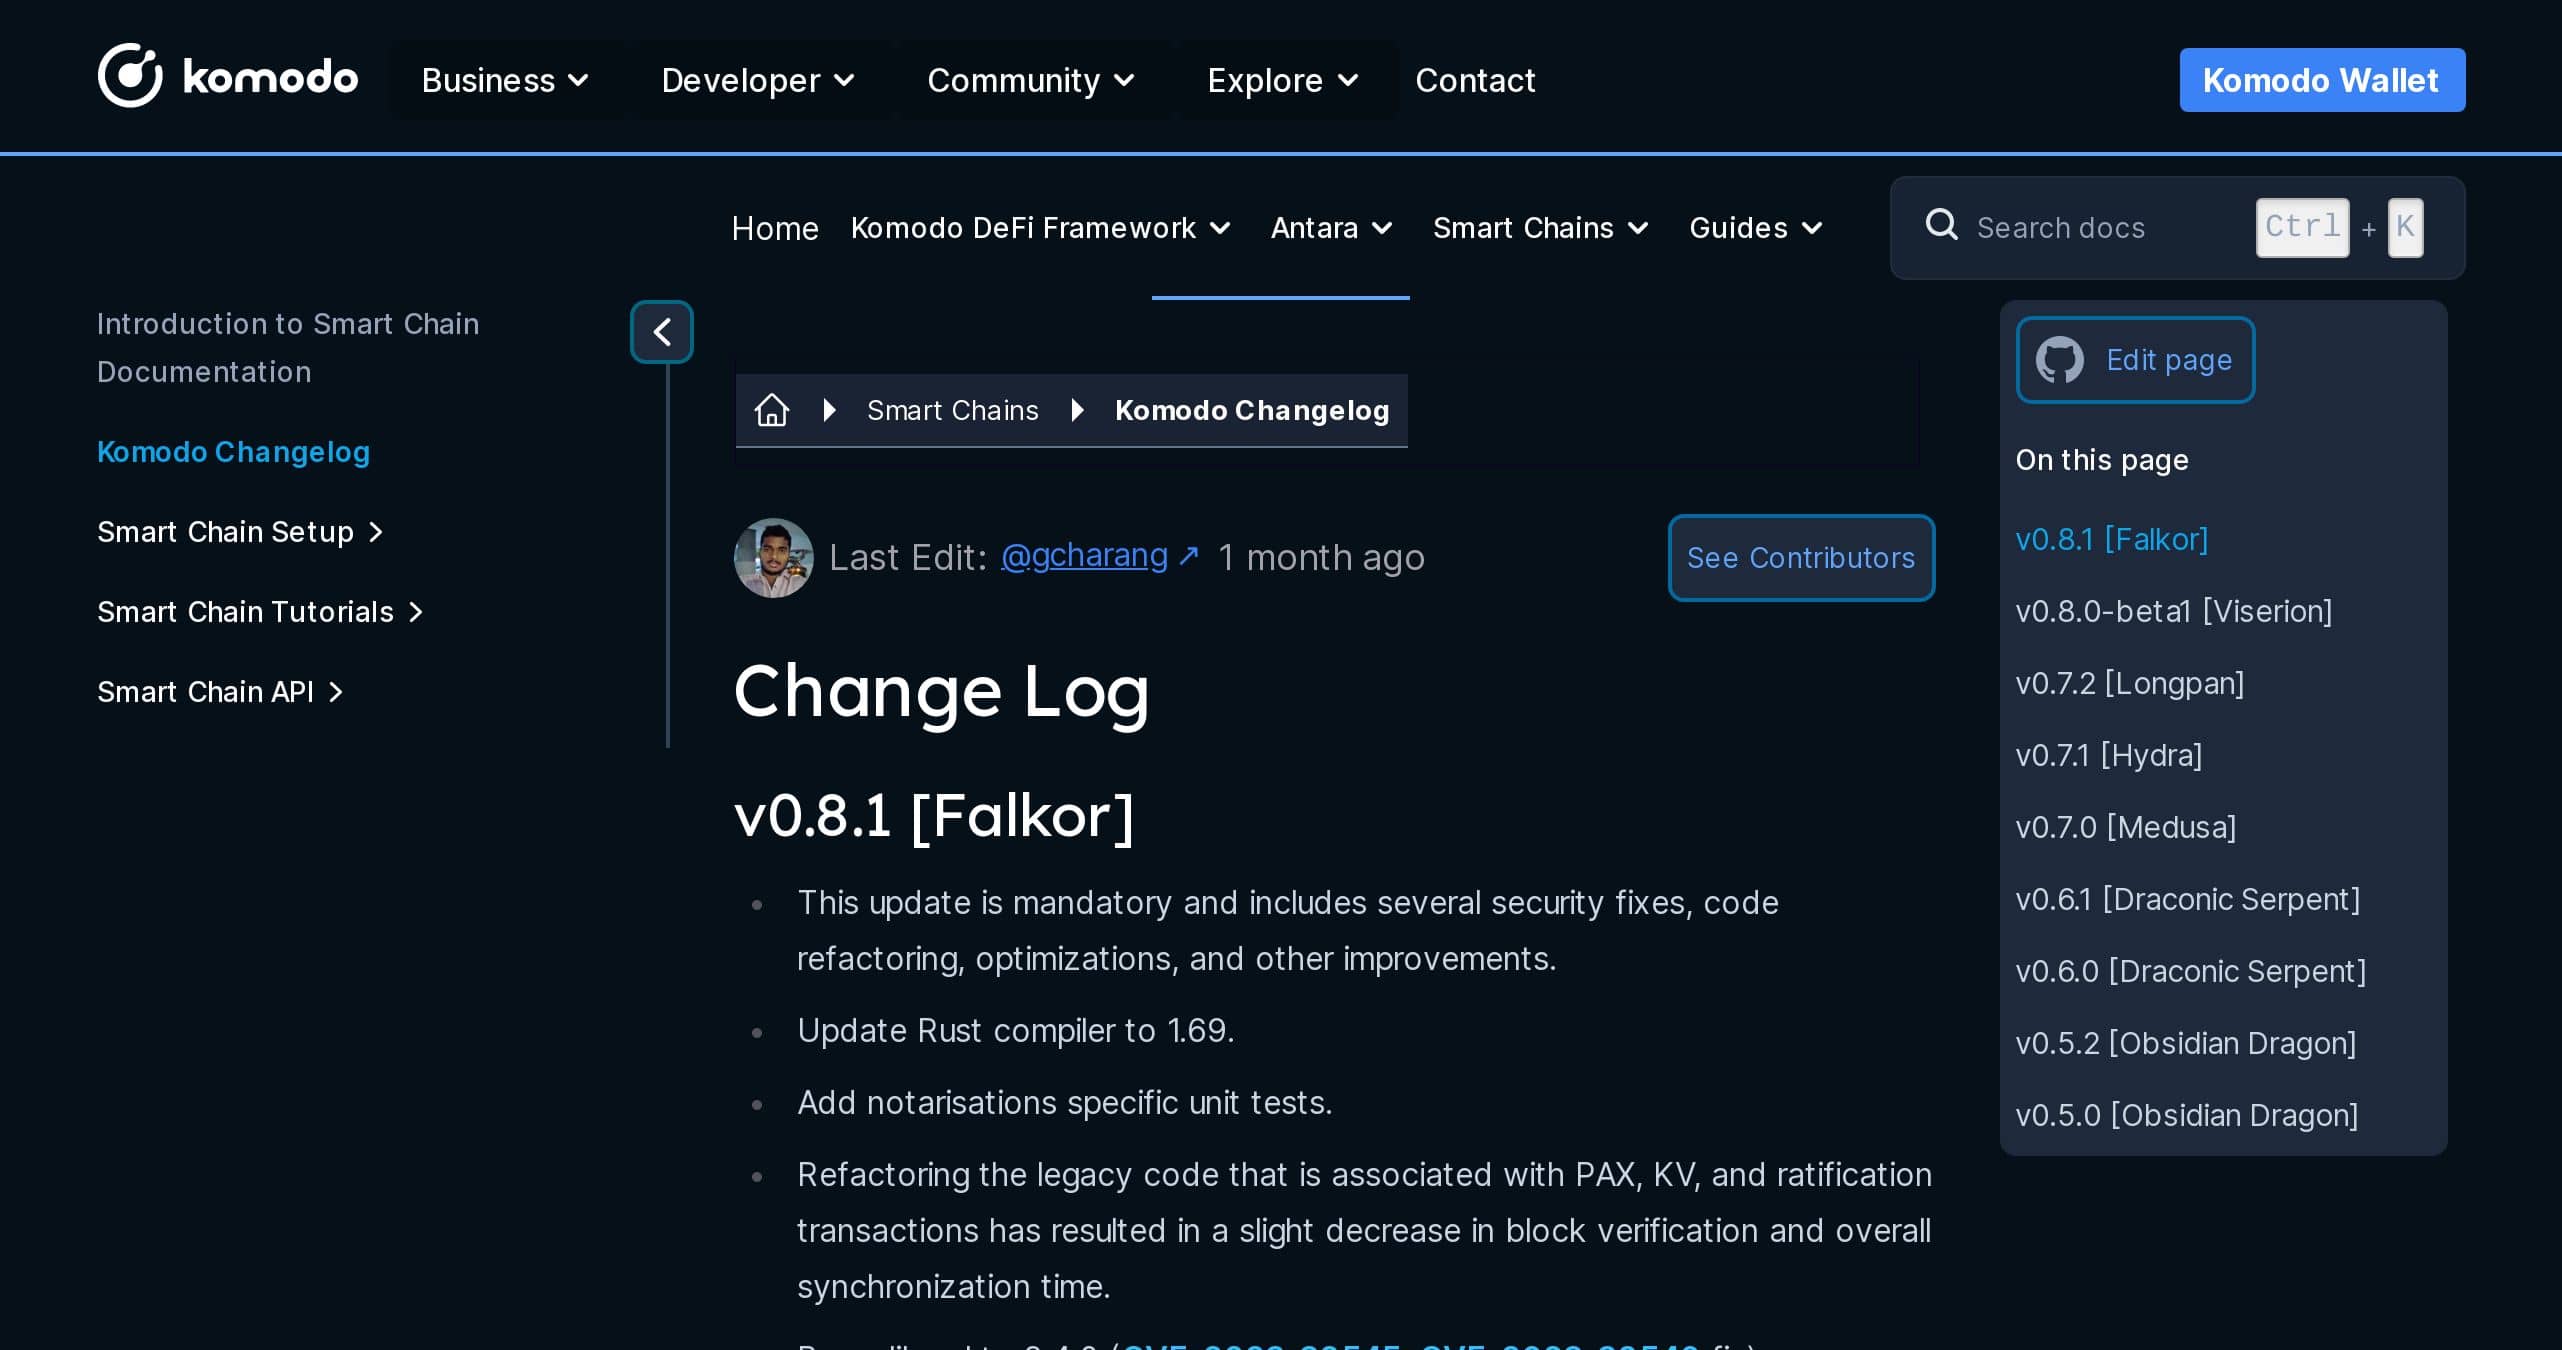 komodo Business Developer Community Explore Contact Komodo Wallet
Home Komodo DeFi Framework Antara Smart Chains Guides Search docs Ctrl + K
Introduction to Smart Chain
Documentation
Komodo Changelog
Smart Chain Setup
Smart Chain Tutorials
Smart Chain API
Smart Chains Komodo Changelog
Last Edit: @gcharang ↗ 1 month ago See Contributors
Change Log
v0.8.1 [Falkor]
• This update is mandatory and includes several security fixes, code
refactoring, optimizations, and other improvements.
• Update Rust compiler to 1.69.
• Add notarisations specific unit tests.
• Refactoring the legacy code that is associated with PAX, KV, and ratification
transactions has resulted in a slight decrease in block verification and overall
synchronization time.
Edit page
On this page
v0.8.1 [Falkor]
v0.8.0-beta1 [Viserion]
v0.7.2 [Longpan]
v0.7.1 [Hydra]
v0.7.0 [Medusa]
v0.6.1 [Draconic Serpent]
v0.6.0 [Draconic Serpent]
v0.5.2 [Obsidian Dragon]
v0.5.0 [Obsidian Dragon]